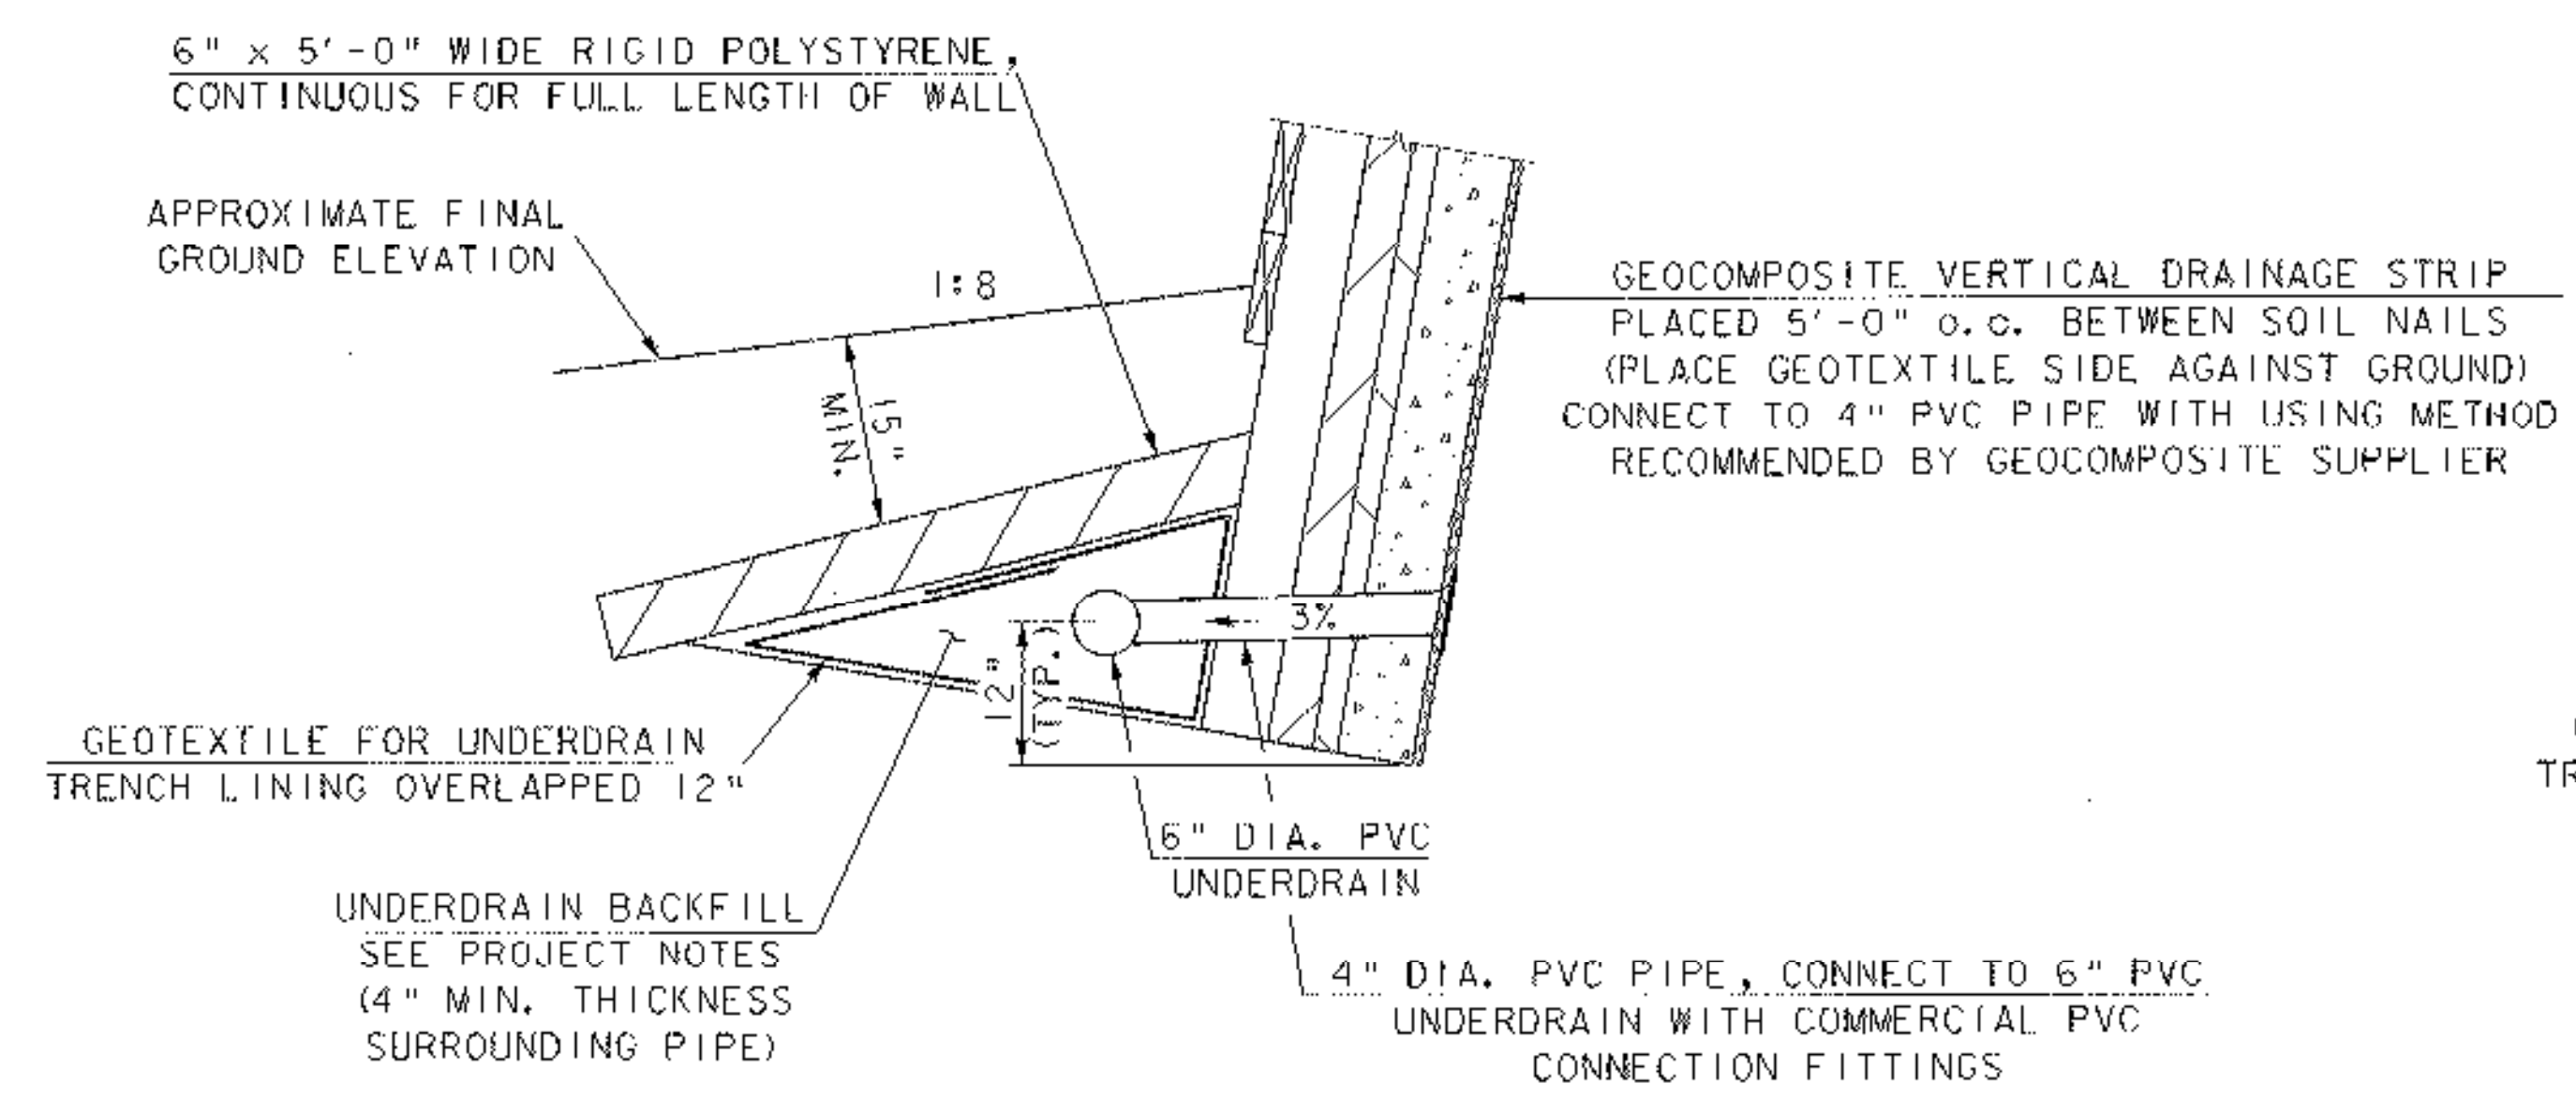 6" x 5'-0" WIDE RIGID POLYSTYRENE,
CONTINUOUS FOR FULL LENGTH OF WALL
APPROXIMATE FINAL
GROUND ELEVATION
1:8
15"
MIN.
GEOCOMPOSITE VERTICAL DRAINAGE STRIP
PLACED 5'-0" o.c. BETWEEN SOIL NAILS
(PLACE GEOTEXTILE SIDE AGAINST GROUND)
CONNECT TO 4" PVC PIPE WITH USING METHOD
RECOMMENDED BY GEOCOMPOSITE SUPPLIER
3%
12"
(TYP.)
GEOTEXTILE FOR UNDERDRAIN
TRENCH LINING OVERLAPPED 12"
6" DIA. PVC
UNDERDRAIN
UNDERDRAIN BACKFILL
SEE PROJECT NOTES
(4" MIN. THICKNESS
SURROUNDING PIPE)
4" DIA. PVC PIPE, CONNECT TO 6" PVC
UNDERDRAIN WITH COMMERCIAL PVC
CONNECTION FITTINGS